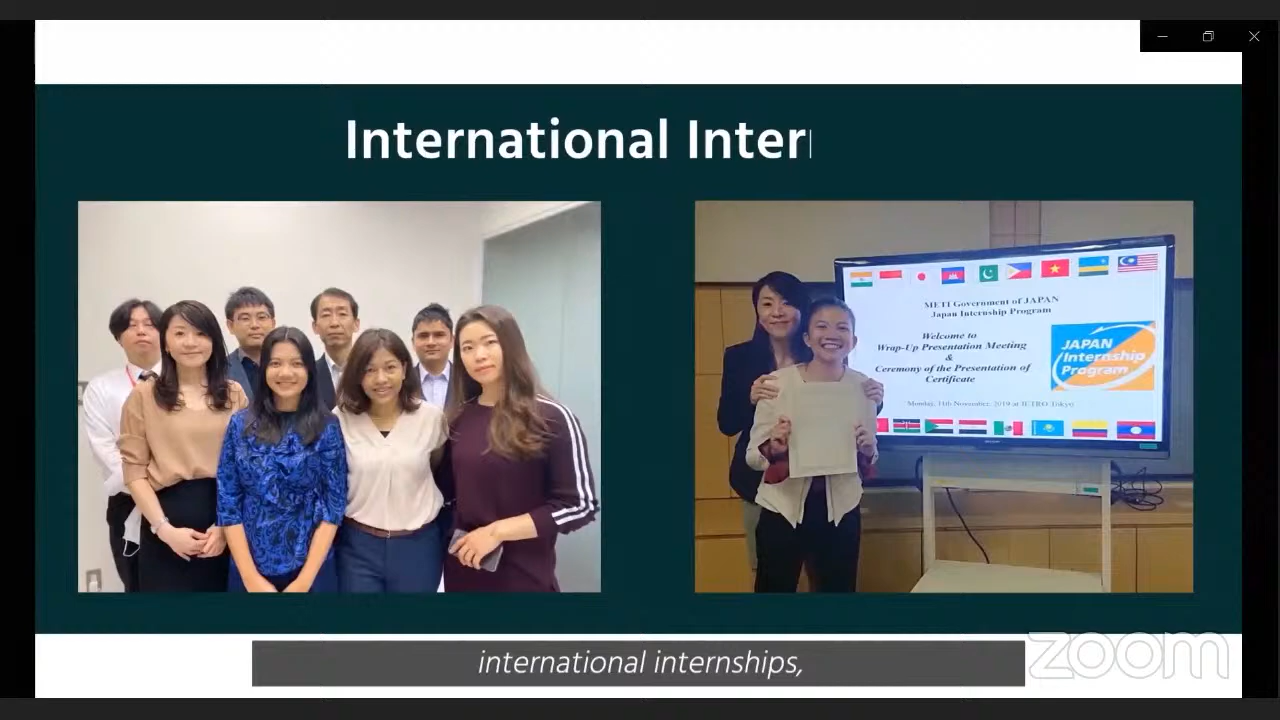 International Inter
METI Government of JAPAN
Japan Internship Program
Welcome to
Wrap-Up Presentation Meeting
&
Ceremony of the Presentation of
Certificate
JAPAN
Internship
Program
Monday, 11th November, 2019 at JETRO Tokyo
international internships,
zoom